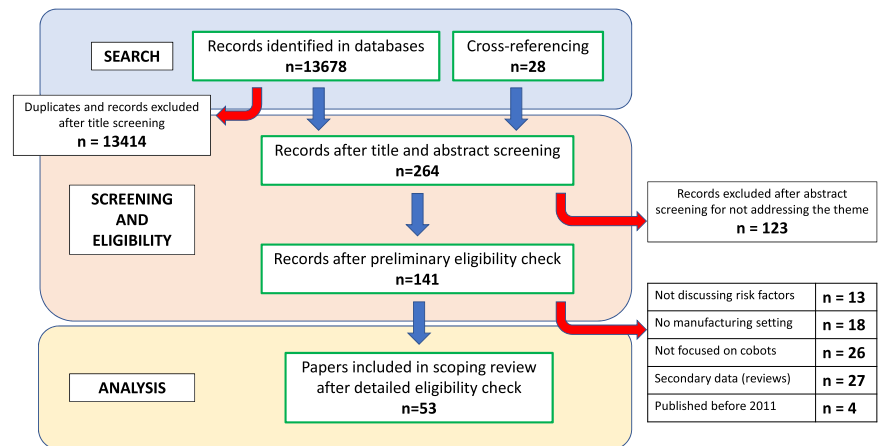 SEARCH
Records identified in databases
n=13678
Cross-referencing
n=28
Duplicates and records excluded
after title screening
n = 13414
Records after title and abstract screening
n=264
SCREENING
AND
ELIGIBILITY
Records excluded after abstract
screening for not addressing the theme
n = 123
Records after preliminary eligibility check
n=141
Not discussing risk factors n = 13
No manufacturing setting n = 18
Not focused on cobots n = 26
Secondary data (reviews) n = 27
Published before 2011 n = 4
ANALYSIS
Papers included in scoping review
after detailed eligibility check
n=53